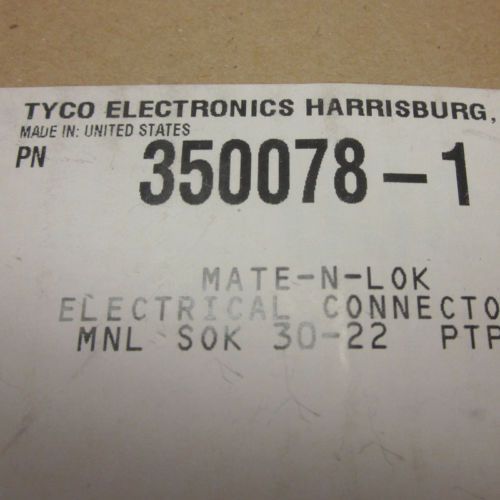 TYCO ELECTRONICS HARRISBURG,
MADE IN: UNITED STATES
PN 350078-1
MATE-N-LOK
ELECTRICAL CONNECTO
MNL SOK 30-22 PTP